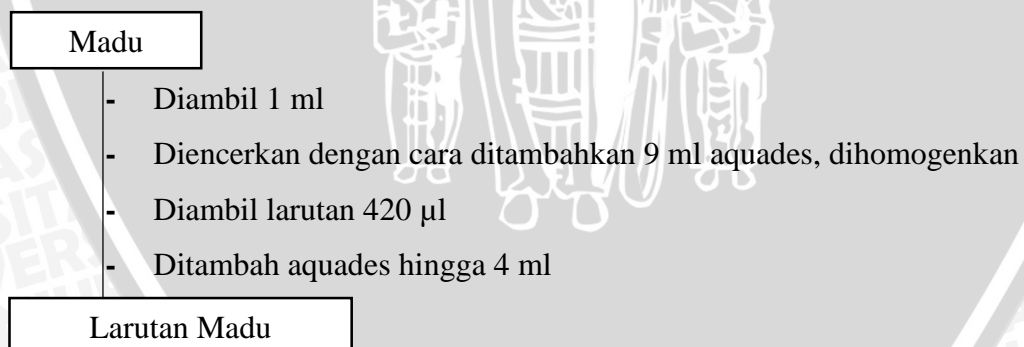 Madu
- Diambil 1 ml
- Diencerkan dengan cara ditambahkan 9 ml aquades, dihomogenkan
- Diambil larutan 420 µl
- Ditambah aquades hingga 4 ml
Larutan Madu